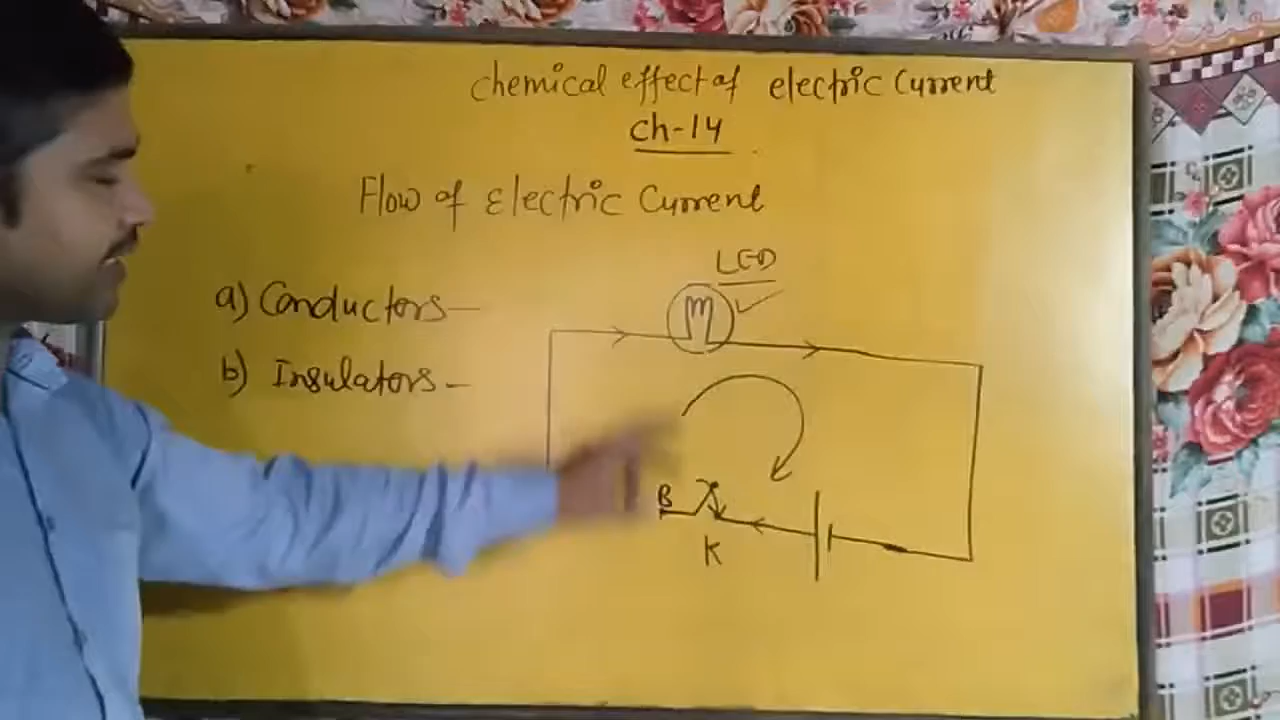 chemical effect of electric Current
Ch-14
Flow of Electric Current
LED
a) Conductors-
b) Insulators-
B
K